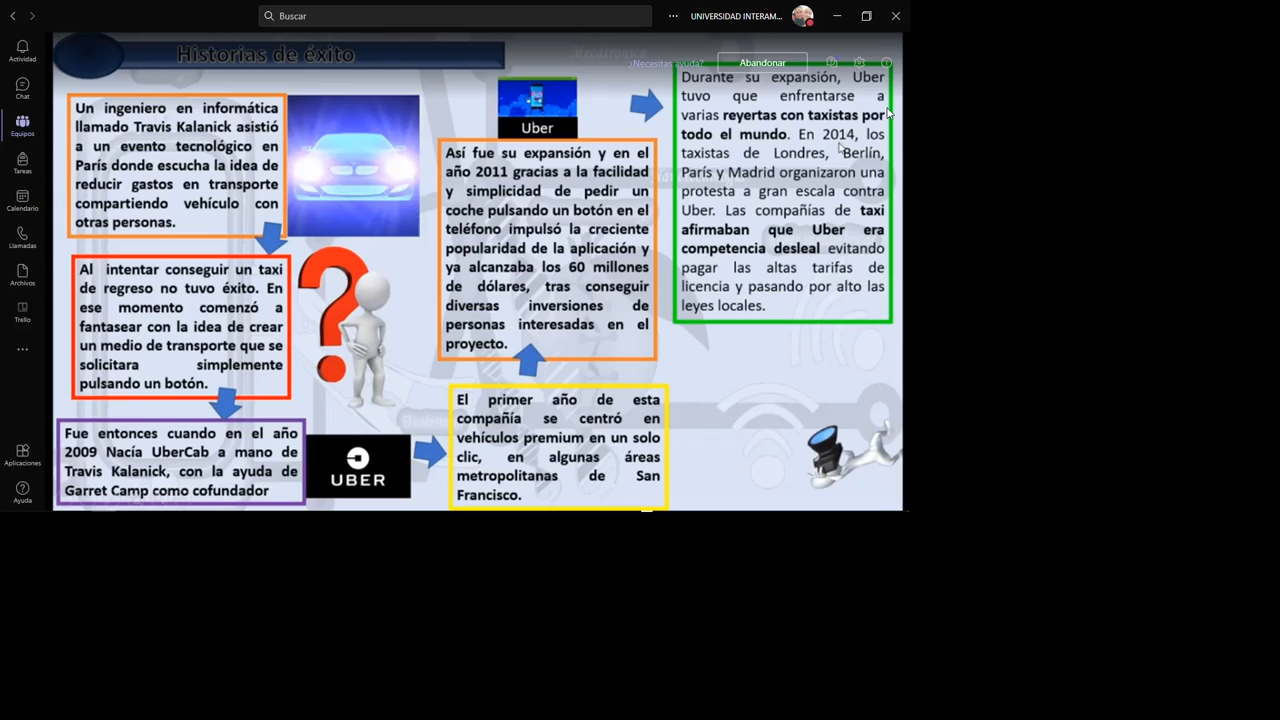 Buscar
UNIVERSIDAD INTERAM...
Actividad
Chat
Equipos
Tareas
Calendario
Llamadas
Archivos
Trello
Aplicaciones
Ayuda
¿Necesitas ayuda?
Abandonar
Historias de éxito
Mecatrónica
Un ingeniero en informática
llamado Travis Kalanick asistió
a un evento tecnológico en
París donde escucha la idea de
reducir gastos en transporte
compartiendo vehículo con
otras personas.
Al intentar conseguir un taxi
de regreso no tuvo éxito. En
ese momento comenzó a
fantasear con la idea de crear
un medio de transporte que se
solicitara simplemente
pulsando un botón.
Fue entonces cuando en el año
2009 Nacía UberCab a mano de
Travis Kalanick, con la ayuda de
Garret Camp como cofundador
UBER
El primer año de esta
compañía se centró en
vehículos premium en un solo
clic, en algunas áreas
metropolitanas de San
Francisco.
Uber
Así fue su expansión y en el
año 2011 gracias a la facilidad
y simplicidad de pedir un
coche pulsando un botón en el
teléfono impulsó la creciente
popularidad de la aplicación y
ya alcanzaba los 60 millones
de dólares, tras conseguir
diversas inversiones de
personas interesadas en el
proyecto.
Durante su expansión, Uber
tuvo que enfrentarse a
varias reyertas con taxistas por
todo el mundo. En 2014, los
taxistas de Londres, Berlín,
París y Madrid organizaron una
protesta a gran escala contra
Uber. Las compañías de taxi
afirmaban que Uber era
competencia desleal evitando
pagar las altas tarifas de
licencia y pasando por alto las
leyes locales.